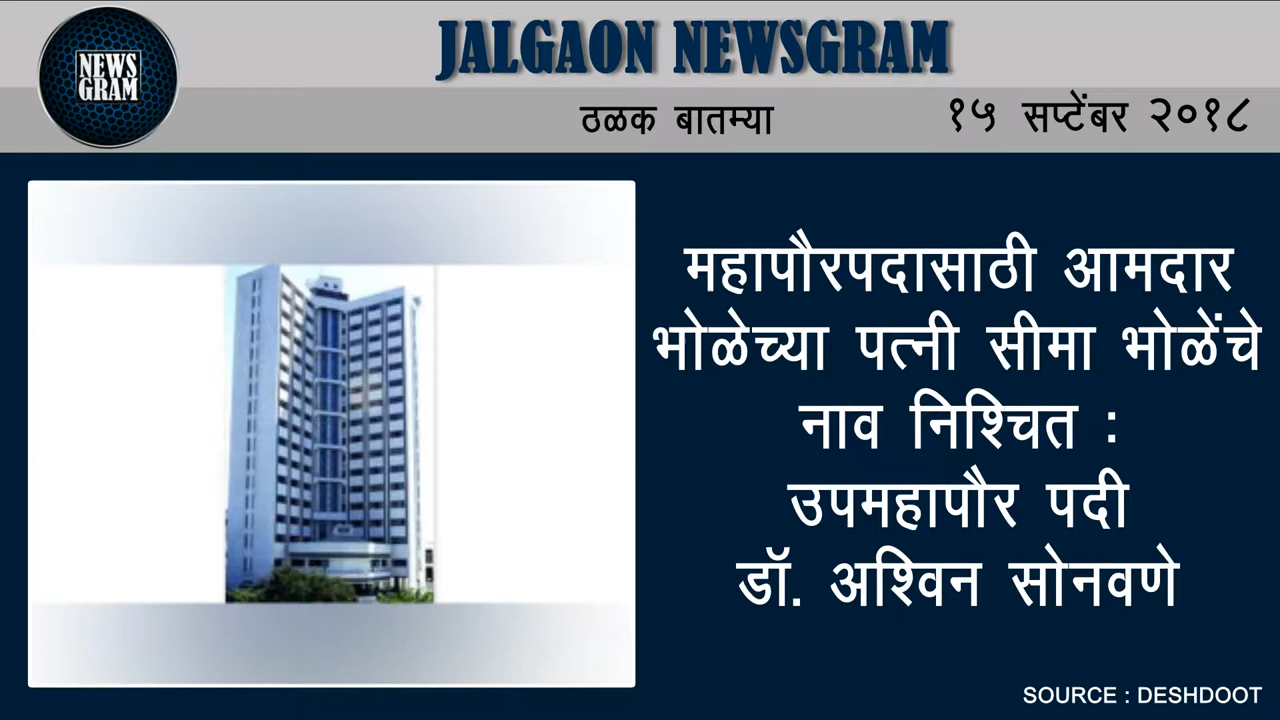 NEWS
GRAM
JALGAON NEWSGRAM
ठळक बातम्या
१५ सप्टेंबर २०१८
महापौरपदासाठी आमदार
भोळेच्या पत्नी सीमा भोळेंचे
नाव निश्चित :
उपमहापौर पदी
डॉ. अश्विन सोनवणे
SOURCE : DESHDOOT